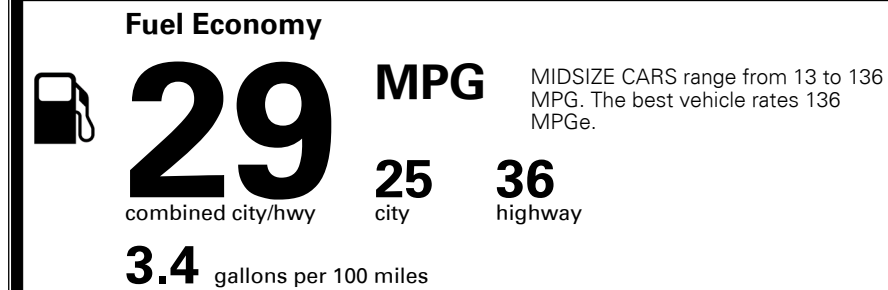 Fuel Economy
29
MPG
MIDSIZE CARS range from 13 to 136
MPG. The best vehicle rates 136
MPGe.
25 36
combined city/hwy city highway
3.4 gallons per 100 miles